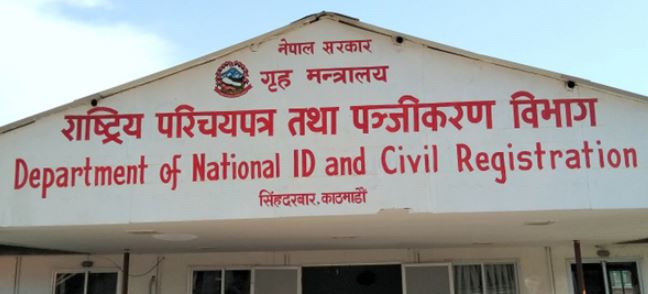 नेपाल सरकार
गृह मन्त्रालय
राष्ट्रिय परिचयपत्र तथा पञ्जीकरण विभाग
Department of National ID and Civil Registration
सिंहदरबार, काठमाडौं